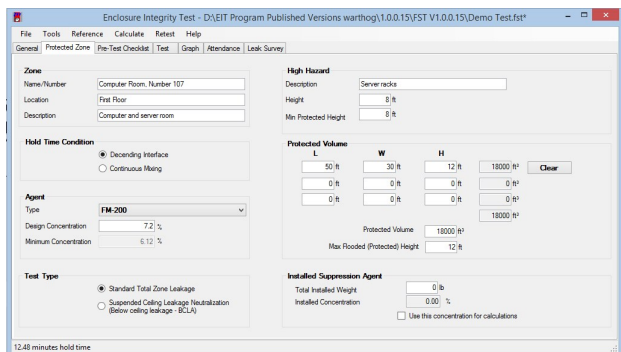 Enclosure Integrity Test - D:\EIT Program Published Versions warthog\1.0.0.15\FST V1.0.0.15\Demo Test.fst*
File Tools Reference Calculate Retest Help
General Protected Zone Pre-Test Checklist Test Graph Attendance Leak Survey
Zone
Name/Number Computer Room, Number 107
Location First Floor
Description Computer and server room
High Hazard
Description Server racks
Height 8 ft
Min Protected Height 8 ft
Hold Time Condition
Decending Interface
Continuous Mixing
Protected Volume
L W H
50 ft 30 ft 12 ft 18000 ft³ Clear
0 ft 0 ft 0 ft 0 ft³
0 ft 0 ft 0 ft 0 ft³
18000 ft³
Protected Volume 18000 ft³
Max Flooded (Protected) Height 12 ft
Agent
Type FM-200
Design Concentration 7.2 %
Minimum Concentration 6.12 %
Test Type
Standard Total Zone Leakage
Suspended Ceiling Leakage Neutralization
(Below ceiling leakage - BCLA)
Installed Suppression Agent
Total Installed Weight 0 lb
Installed Concentration 0.00 %
Use this concentration for calculations
12.48 minutes hold time